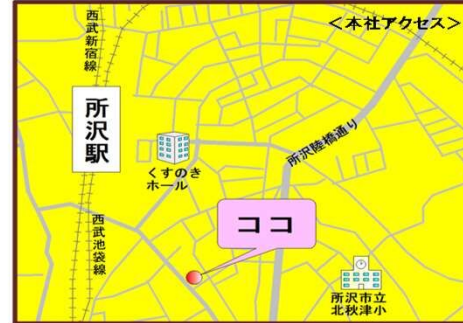 ＜本社アクセス＞
西武新宿線
所沢駅
くすのき
ホール
所沢陸橋通り
西武池袋線
ココ
所沢市立
北秋津小